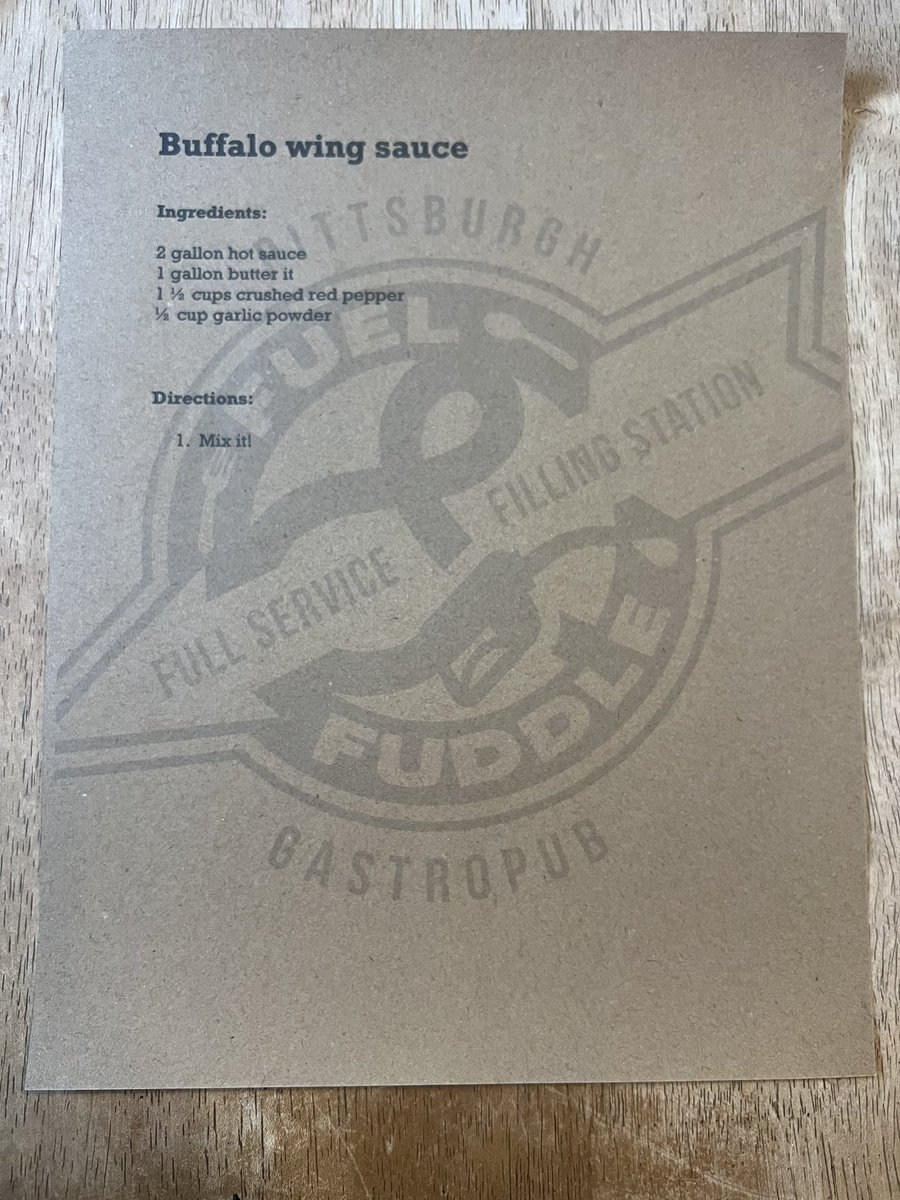 Buffalo wing sauce
Ingredients:
2 gallon hot sauce
1 gallon butter it
1 ½ cups crushed red pepper
½ cup garlic powder
Directions:
1. Mix it!
PITTSBURGH
FUEL
&
FULL SERVICE FILLING STATION
FUDDLE
GASTROPUB